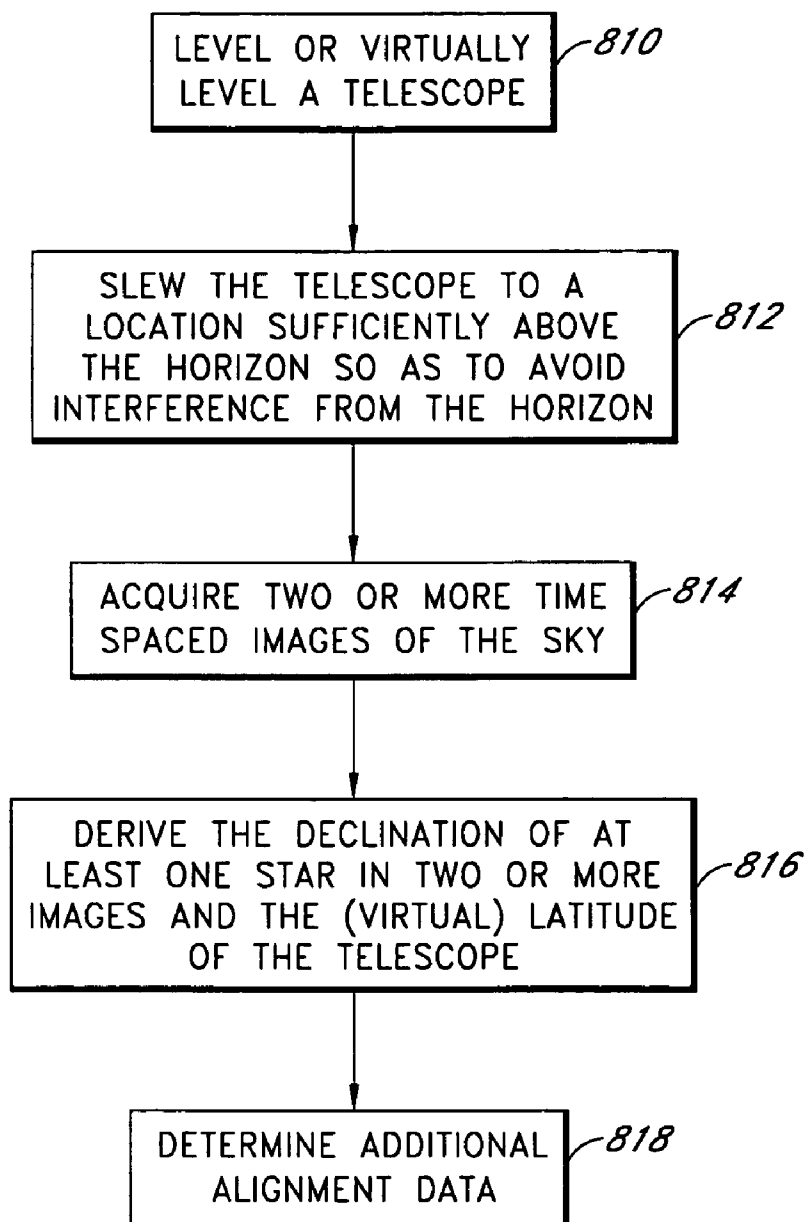 LEVEL OR VIRTUALLY
LEVEL A TELESCOPE
810
SLEW THE TELESCOPE TO A
LOCATION SUFFICIENTLY ABOVE
THE HORIZON SO AS TO AVOID
INTERFERENCE FROM THE HORIZON
812
ACQUIRE TWO OR MORE TIME
SPACED IMAGES OF THE SKY
814
DERIVE THE DECLINATION OF AT
LEAST ONE STAR IN TWO OR MORE
IMAGES AND THE (VIRTUAL) LATITUDE
OF THE TELESCOPE
816
DETERMINE ADDITIONAL
ALIGNMENT DATA
818